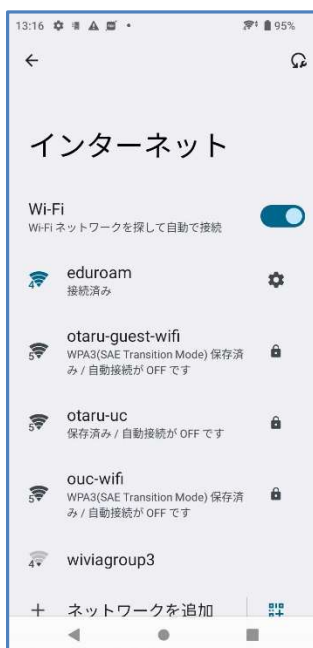 13:16
95%
インターネット
Wi-Fi
Wi-Fi ネットワークを探して自動で接続
4
eduroam
接続済み
5
otaru-guest-wifi
WPA3(SAE Transition Mode) 保存済
み / 自動接続が OFF です
5
otaru-uc
保存済み / 自動接続が OFF です
5
ouc-wifi
WPA3(SAE Transition Mode) 保存済
み / 自動接続が OFF です
4
wiviagroup3
ネットワークを追加